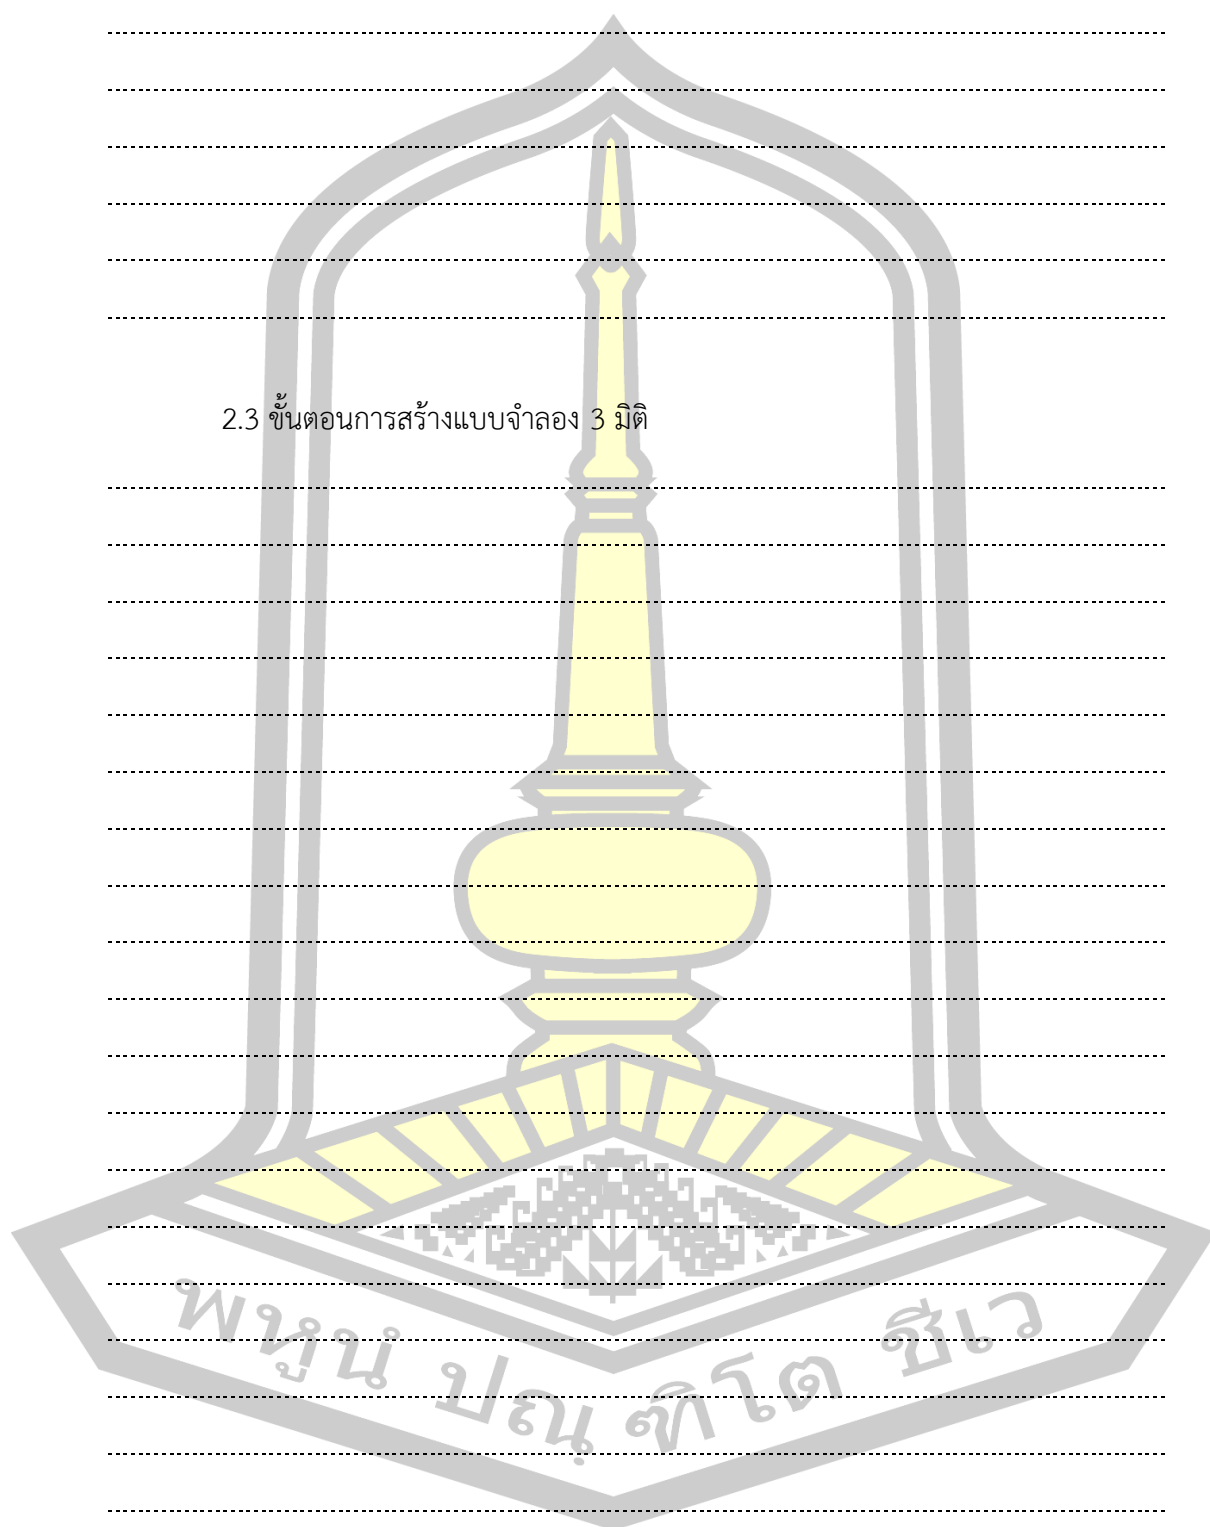 2.3 ขั้นตอนการสร้างแบบจำลอง 3 มิติ
พหูนํ ปณฺฑิโต ชีเว